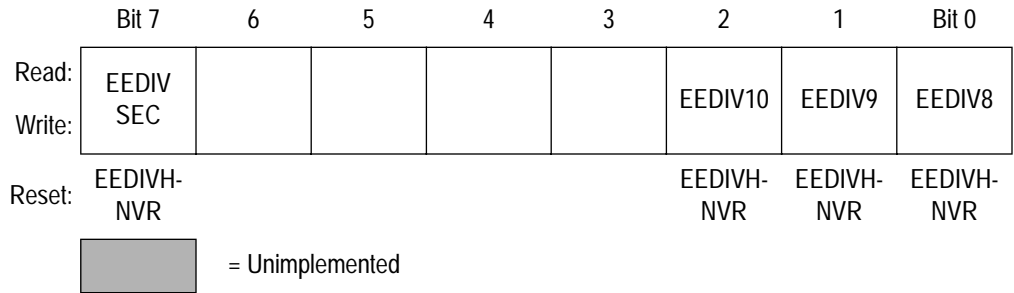 Bit 7 6 5 4 3 2 1 Bit 0
Read:
Write:
EEDIV
SEC
EEDIV10 EEDIV9 EEDIV8
Reset:
EEDIVH-
NVR
EEDIVH-
NVR
EEDIVH-
NVR
EEDIVH-
NVR
= Unimplemented